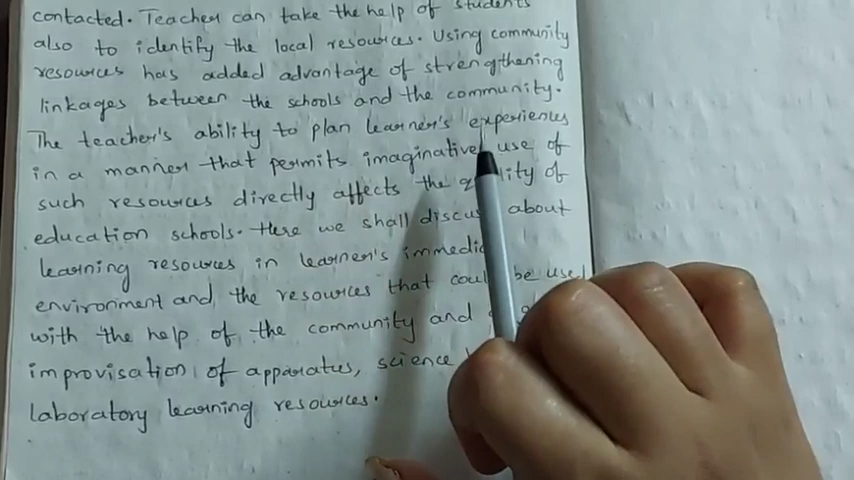 contacted. Teacher can take the help of students
also to identify the local resources. Using community
resources has added advantage of strengthening
linkages between the schools and the community.
The teacher's ability to plan learner's experiences
in a manner that permits imaginative use of
such resources directly affects the quality of
education schools. Here we shall discuss about
learning resources in learner's
environment and the resources that could be used
with the help of the community and
improvisation of apparatus, science
laboratory learning resources.